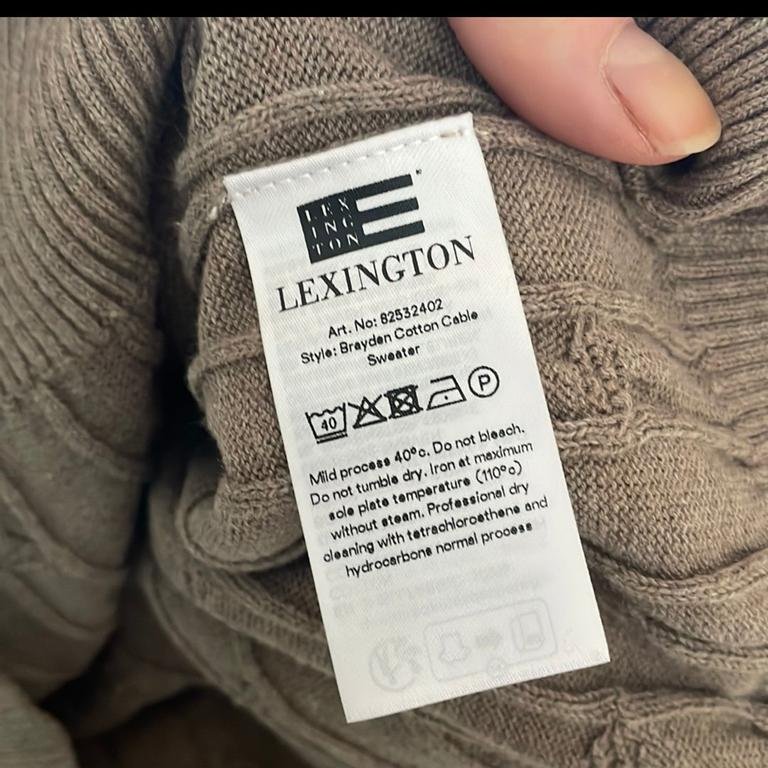 LEX
ING
TON
LEXINGTON
Art. No: 82532402
Style: Brayden Cotton Cable
Sweater
40
P
Mild process 40°c. Do not bleach.
Do not tumble dry. Iron at maximum
sole plate temperature (110°c)
without steam. Professional dry
cleaning with tetrachloroethene and
hydrocarbons normal process